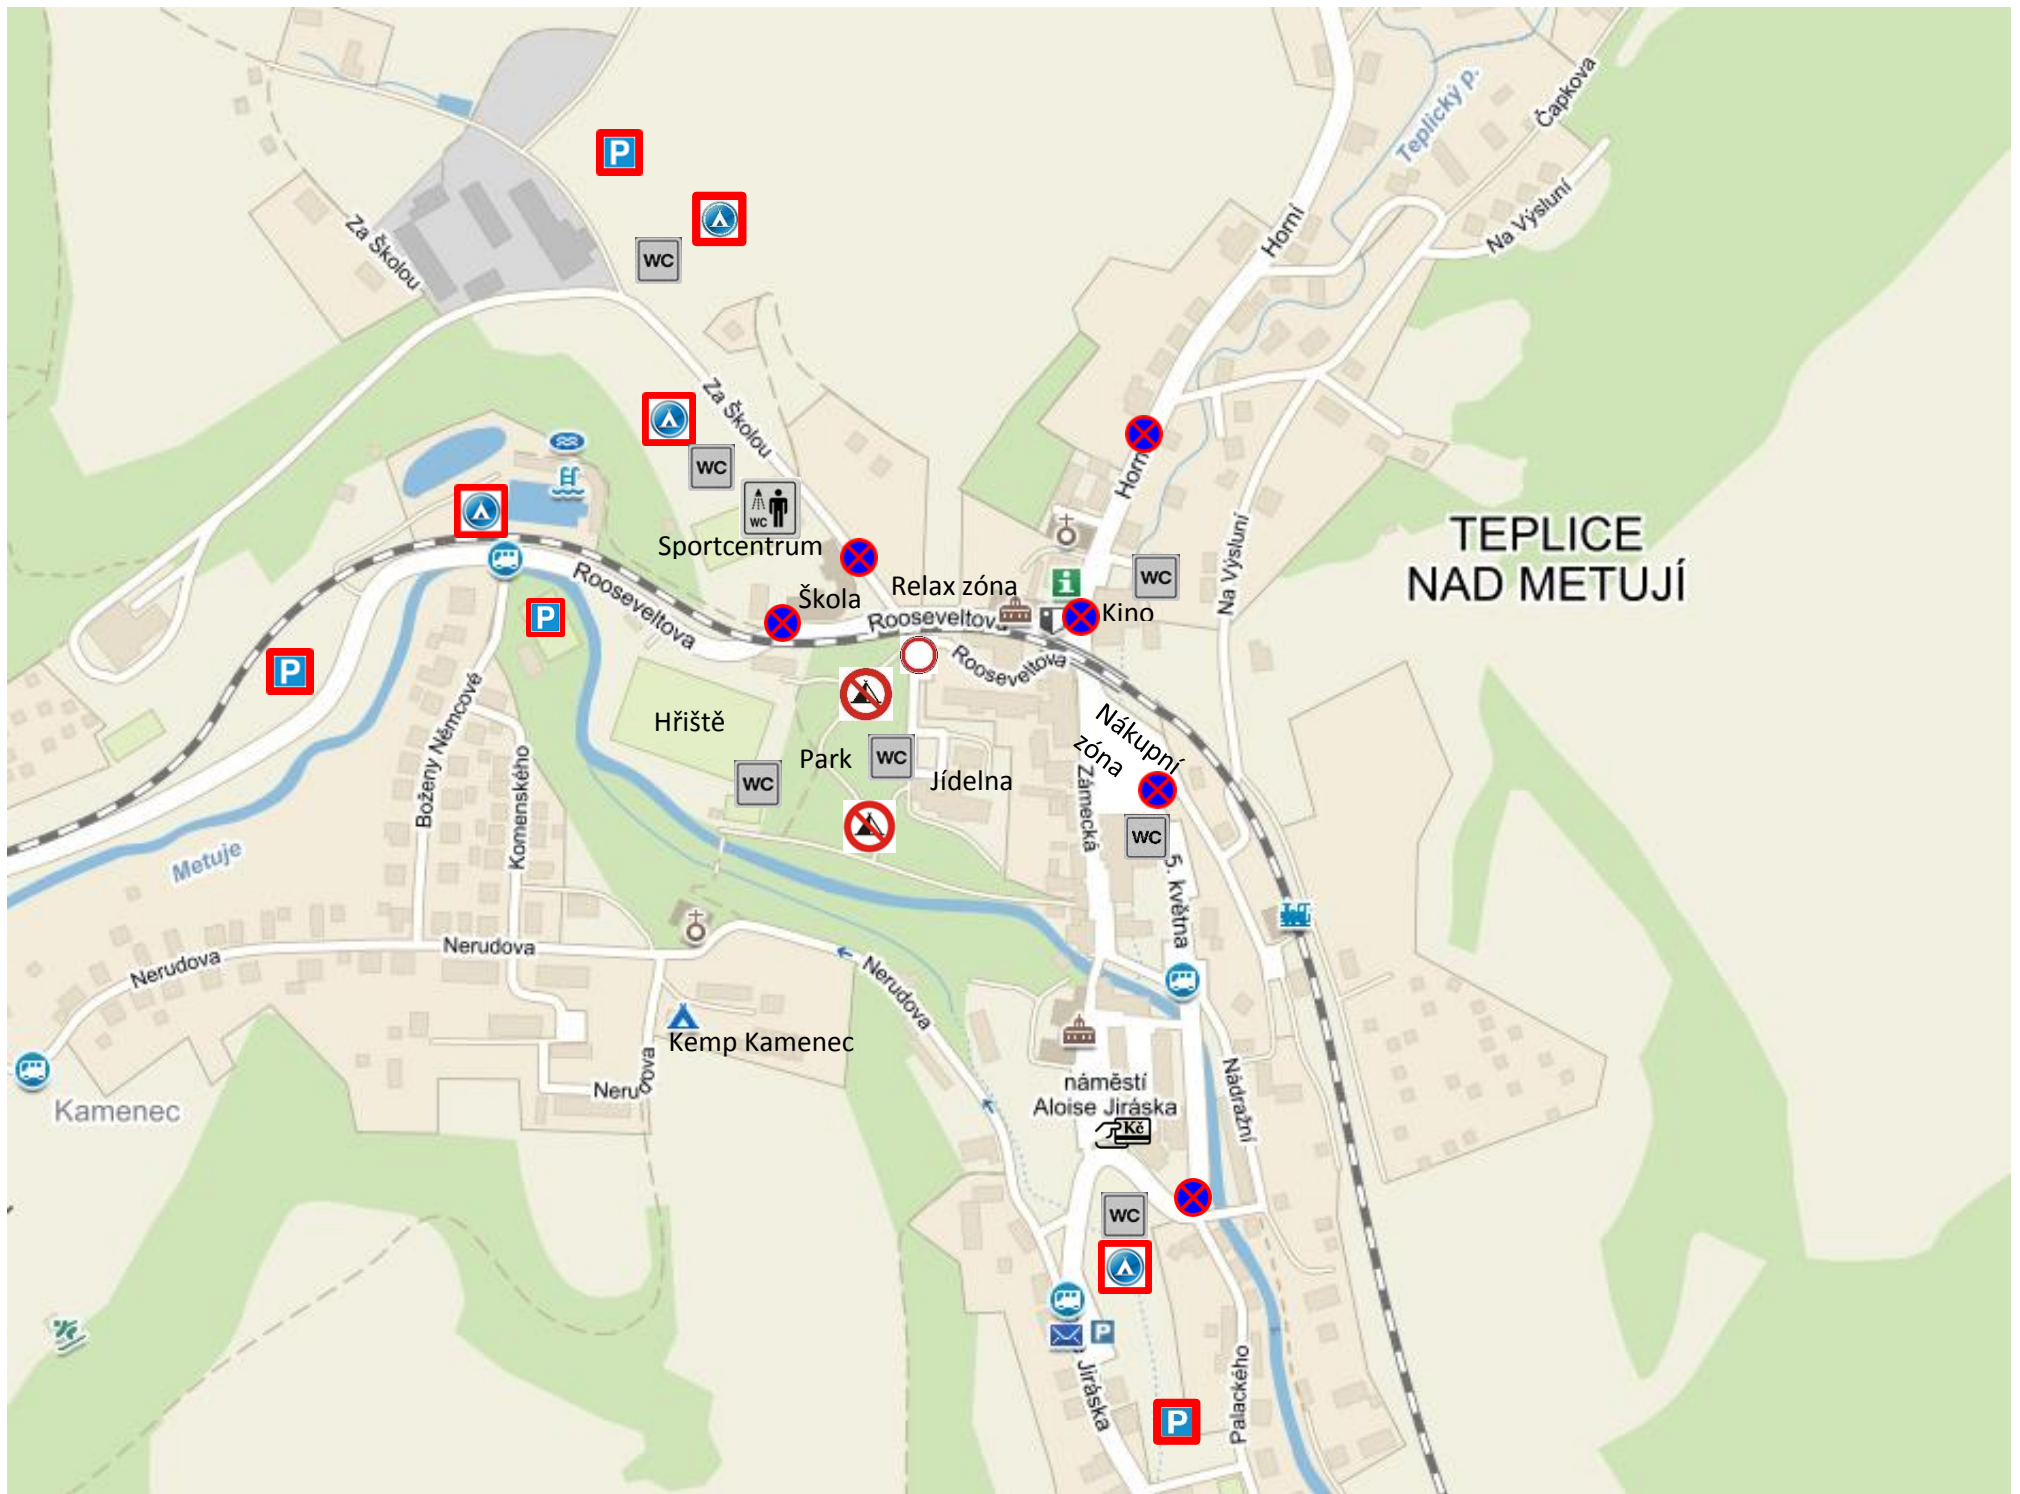 P
Teplický p.
Čapkova
Za Školou
WC
Horní
Na Výsluní
Za Školou
WC
WC
Horní
Sportcentrum
TEPLICE
NAD METUJÍ
Na Výsluní
WC
Rooseveltova
Škola
Relax zóna
Kino
P
Rooseveltova
Rooseveltova
P
Boženy Němcové
Hřiště
Nákupní
zóna
Park
WC
Jídelna
WC
Komenského
Zámecká
WC
Metuje
5. května
Nerudova
Nerudova
Nerudova
Kemp Kamenec
Nerudova
Kamenec
náměstí
Aloise Jiráska
Kč
Nádražní
WC
P
Jiráska
Palackého
P